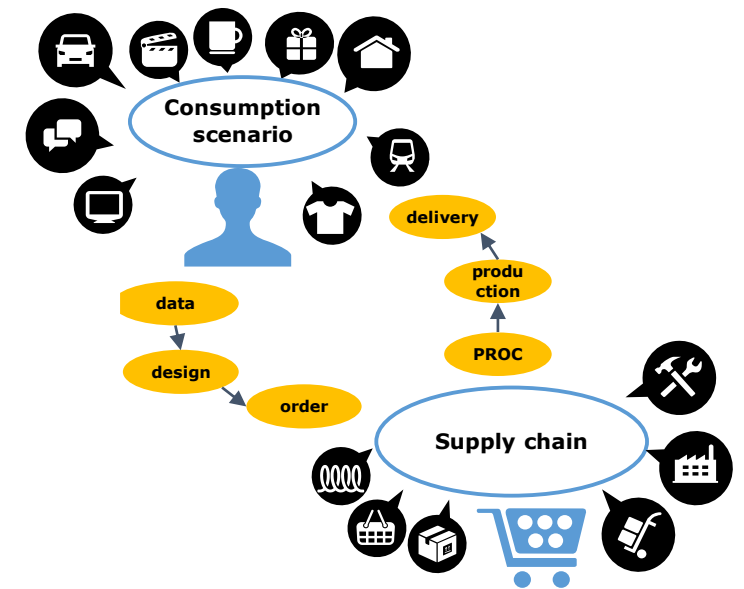 Consumption
scenario
delivery
produ
ction
data
PROC
design
order
Supply chain